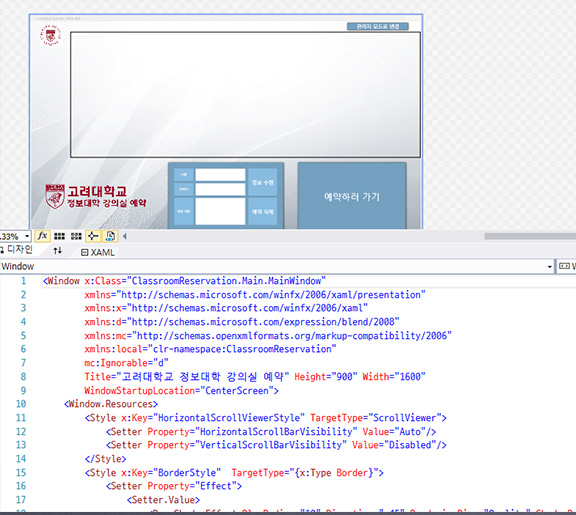 관리자 모드로 변경
고려대학교
정보대학 강의실 예약
정보 수정
예약 삭제
예약하러 가기
.33%
fx
디자인
XAML
Window
W
1 <Window x:Class="ClassroomReservation.Main.MainWindow"
2 xmlns="http://schemas.microsoft.com/winfx/2006/xaml/presentation"
3 xmlns:x="http://schemas.microsoft.com/winfx/2006/xaml"
4 xmlns:d="http://schemas.microsoft.com/expression/blend/2008"
5 xmlns:mc="http://schemas.openxmlformats.org/markup-compatibility/2006"
6 xmlns:local="clr-namespace:ClassroomReservation"
7 mc:Ignorable="d"
8 Title="고려대학교 정보대학 강의실 예약" Height="900" Width="1600"
9 WindowStartupLocation="CenterScreen">
10 <Window.Resources>
11 <Style x:Key="HorizontalScrollViewerStyle" TargetType="ScrollViewer">
12 <Setter Property="HorizontalScrollBarVisibility" Value="Auto"/>
13 <Setter Property="VerticalScrollBarVisibility" Value="Disabled"/>
14 </Style>
15 <Style x:Key="BorderStyle" TargetType="{x:Type Border}">
16 <Setter Property="Effect">
17 <Setter.Value>